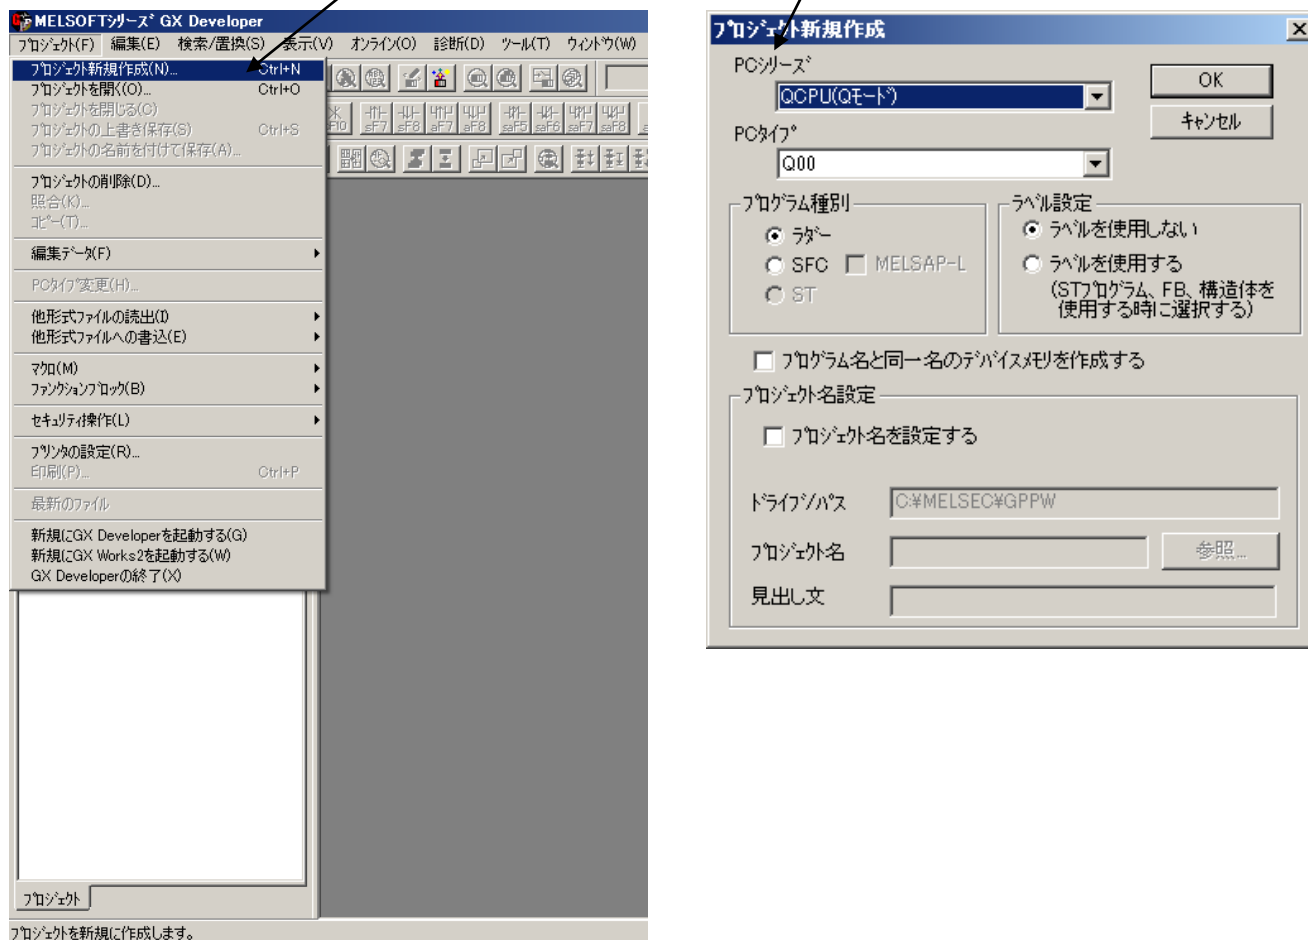 MELSOFTシリーズ GX Developer
プロジェクト(F) 編集(E) 検索/置換(S) 表示(V) オンライン(O) 診断(D) ツール(T) ウィンドウ(W)
プロジェクト新規作成(N)... Ctrl+N
プロジェクトを開く(O)... Ctrl+O
プロジェクトを閉じる(C)
プロジェクトの上書き保存(S) Ctrl+S
プロジェクトの名前を付けて保存(A)...
プロジェクトの削除(D)...
照合(K)...
コピー(T)...
編集データ(F)
PCタイプ変更(H)...
他形式ファイルの読出(I)
他形式ファイルへの書込(E)
マクロ(M)
ファンクションブロック(B)
セキュリティ操作(L)
プリンタの設定(R)...
印刷(P)... Ctrl+P
最新のファイル
新規にGX Developerを起動する(G)
新規にGX Works2を起動する(W)
GX Developerの終了(X)
F10 sF7 sF8 aF7 aF8 saF5 saF6 saF7 saF8
プロジェクト
プロジェクトを新規に作成します。
プロジェクト新規作成
PCシリーズ
QCPU(Qモード)
OK
キャンセル
PCタイプ
Q00
プログラム種別
ラダー
SFC MELSAP-L
ST
ラベル設定
ラベルを使用しない
ラベルを使用する
(STプログラム、FB、構造体を
使用する時に選択する)
プログラム名と同一名のデバイスメモリを作成する
プロジェクト名設定
プロジェクト名を設定する
ドライブ/パス C:¥MELSEC¥GPPW
プロジェクト名 参照...
見出し文